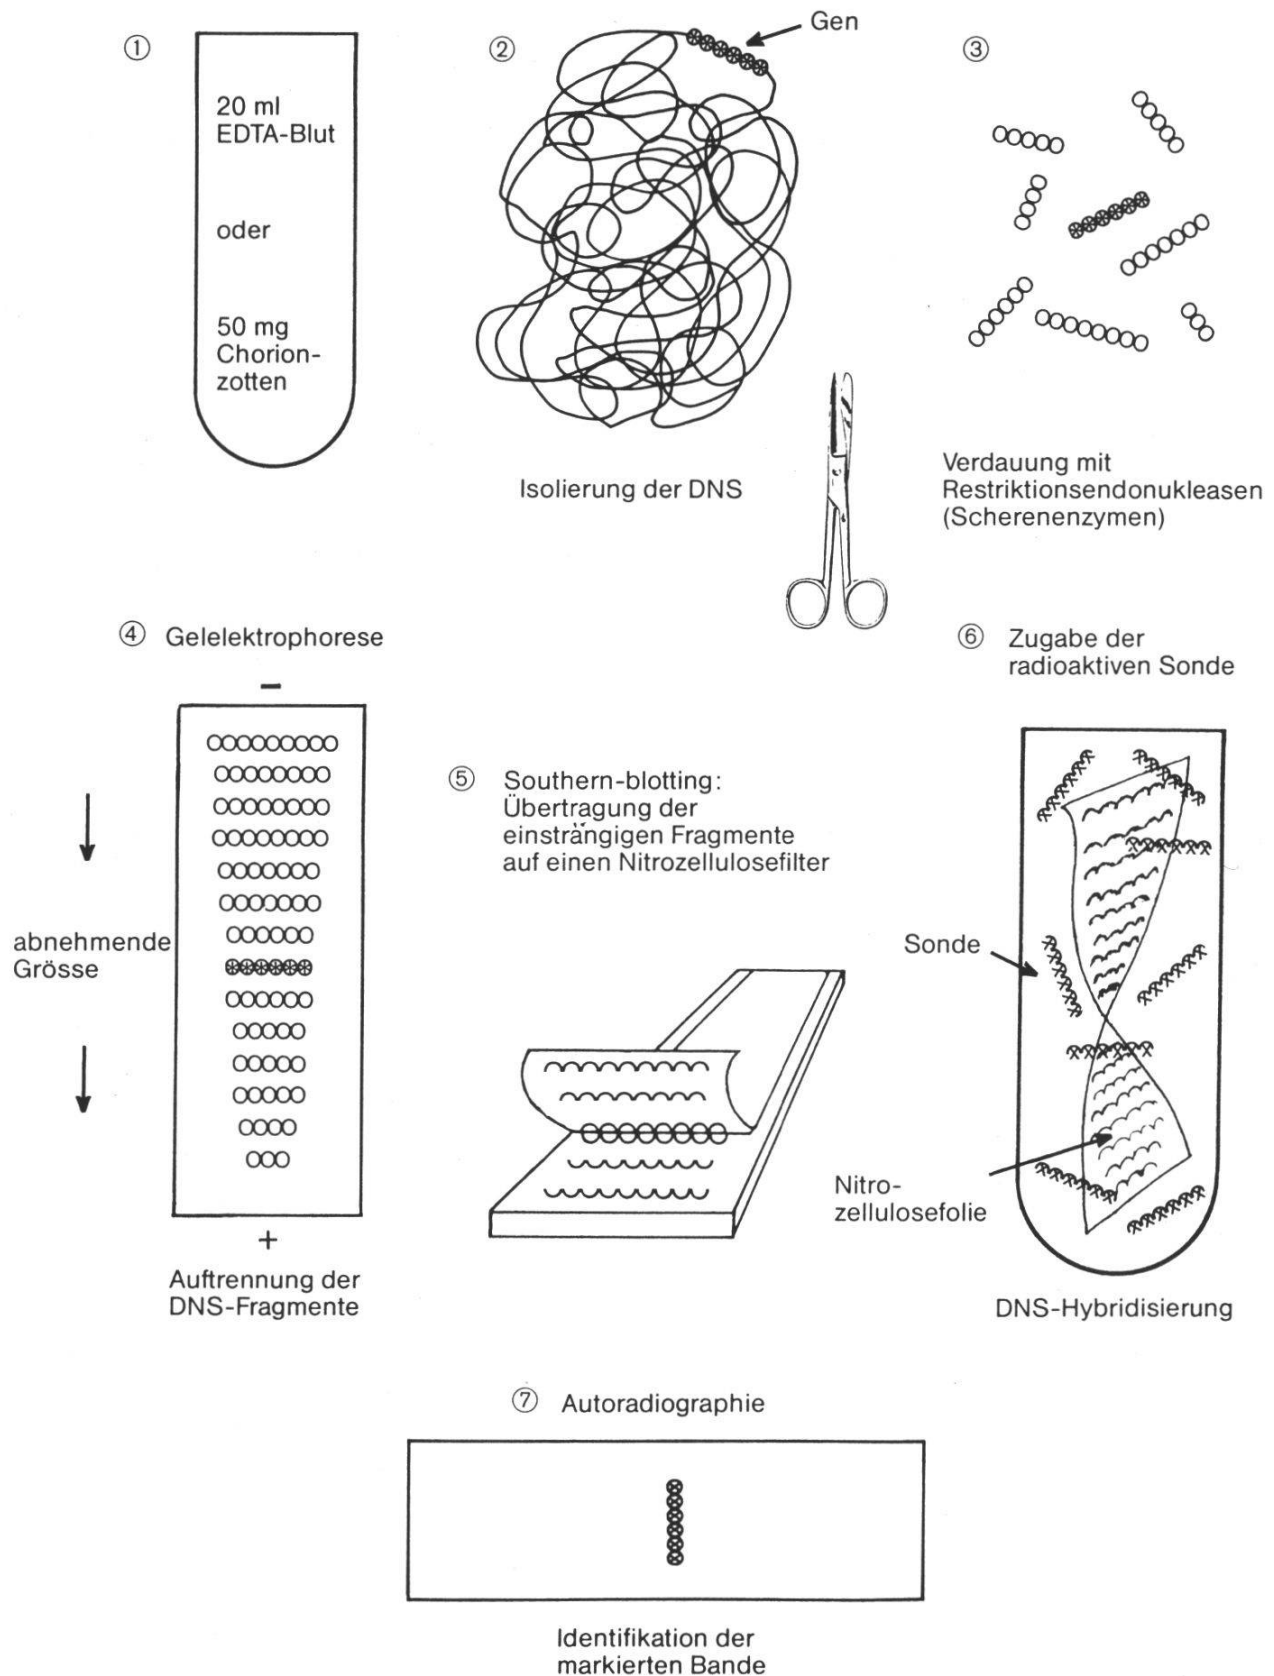 ①
20 ml
EDTA-Blut
oder
50 mg
Chorion-
zotten
②
Gen
Isolierung der DNS
③
Verdauung mit
Restriktionsendonukleasen
(Scherenenzymen)
④ Gelelektrophorese
−
abnehmende
Grösse
+
Auftrennung der
DNS-Fragmente
⑤ Southern-blotting:
Übertragung der
einsträngigen Fragmente
auf einen Nitrozellulosefilter
⑥ Zugabe der
radioaktiven Sonde
Sonde
Nitro-
zellulosefolie
DNS-Hybridisierung
⑦ Autoradiographie
Identifikation der
markierten Bande